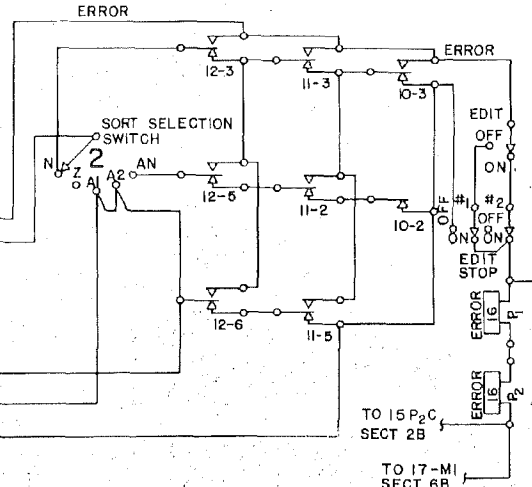 ERROR
ERROR
12-3
11-3
10-3
SORT SELECTION
SWITCH
2
N
Z
A1
A2
AN
EDIT
OFF
ON
12-5
11-2
10-2
OFF
#1
#2
OFF
ON
ON
EDIT
STOP
12-6
11-5
ERROR
16
P1
ERROR
16
P2
TO 15 P2C
SECT 2B
TO 17-M1
SECT 6B